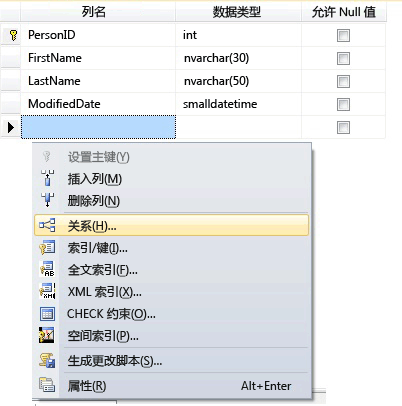 列名 数据类型 允许 Null 值
PersonID int
FirstName nvarchar(30)
LastName nvarchar(50)
ModifiedDate smalldatetime
设置主键(Y)
插入列(M)
删除列(N)
关系(H)...
索引/键(I)...
全文索引(F)...
XML 索引(X)...
CHECK 约束(O)...
空间索引(P)...
生成更改脚本(S)...
属性(R) Alt+Enter